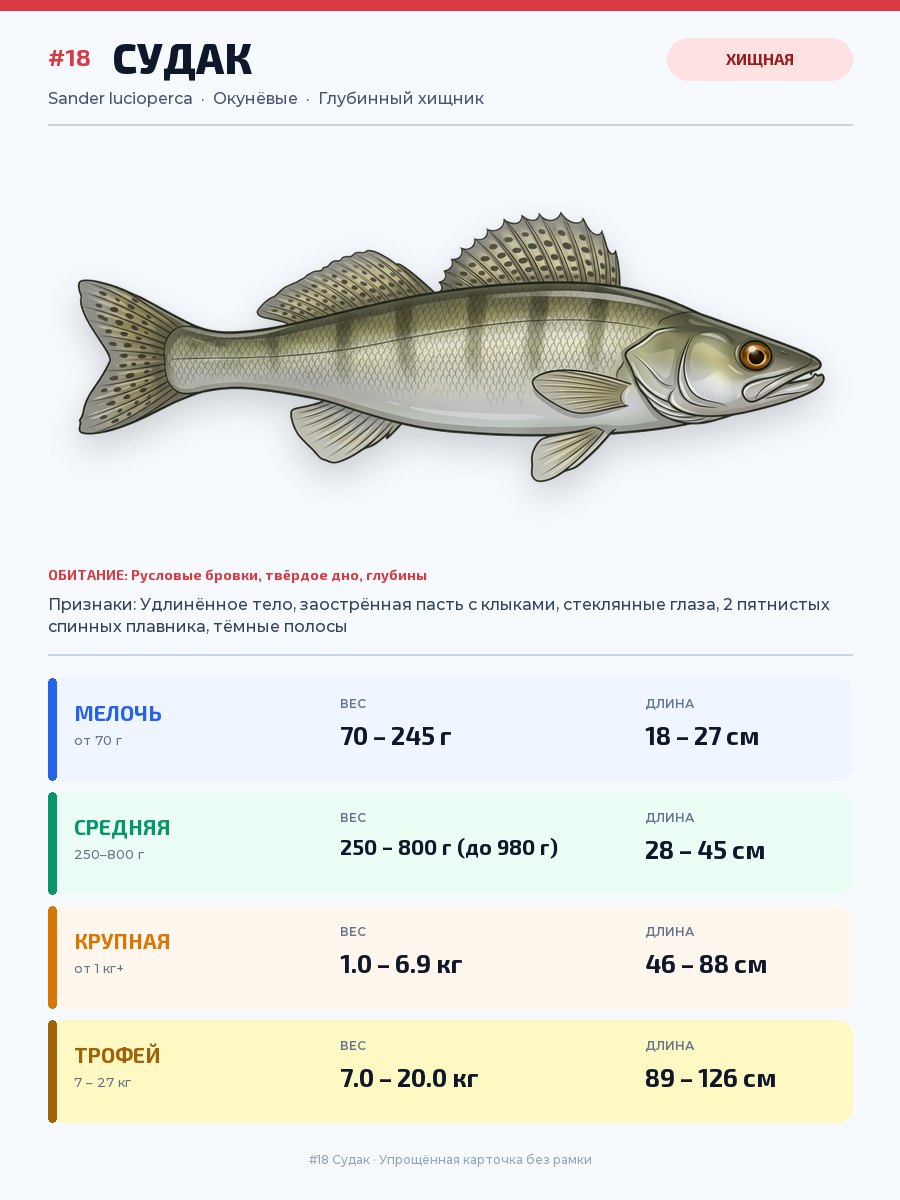 #18 СУДАК
ХИЩНАЯ
Sander lucioperca · Окунёвые · Глубинный хищник
ОБИТАНИЕ: Русловые бровки, твёрдое дно, глубины
Признаки: Удлинённое тело, заострённая пасть с клыками, стеклянные глаза, 2 пятнистых
спинных плавника, тёмные полосы
МЕЛОЧЬ
от 70 г
ВЕС
70 – 245 г
ДЛИНА
18 – 27 см
СРЕДНЯЯ
250–800 г
ВЕС
250 – 800 г (до 980 г)
ДЛИНА
28 – 45 см
КРУПНАЯ
от 1 кг+
ВЕС
1.0 – 6.9 кг
ДЛИНА
46 – 88 см
ТРОФЕЙ
7 – 27 кг
ВЕС
7.0 – 20.0 кг
ДЛИНА
89 – 126 см
#18 Судак · Упрощённая карточка без рамки